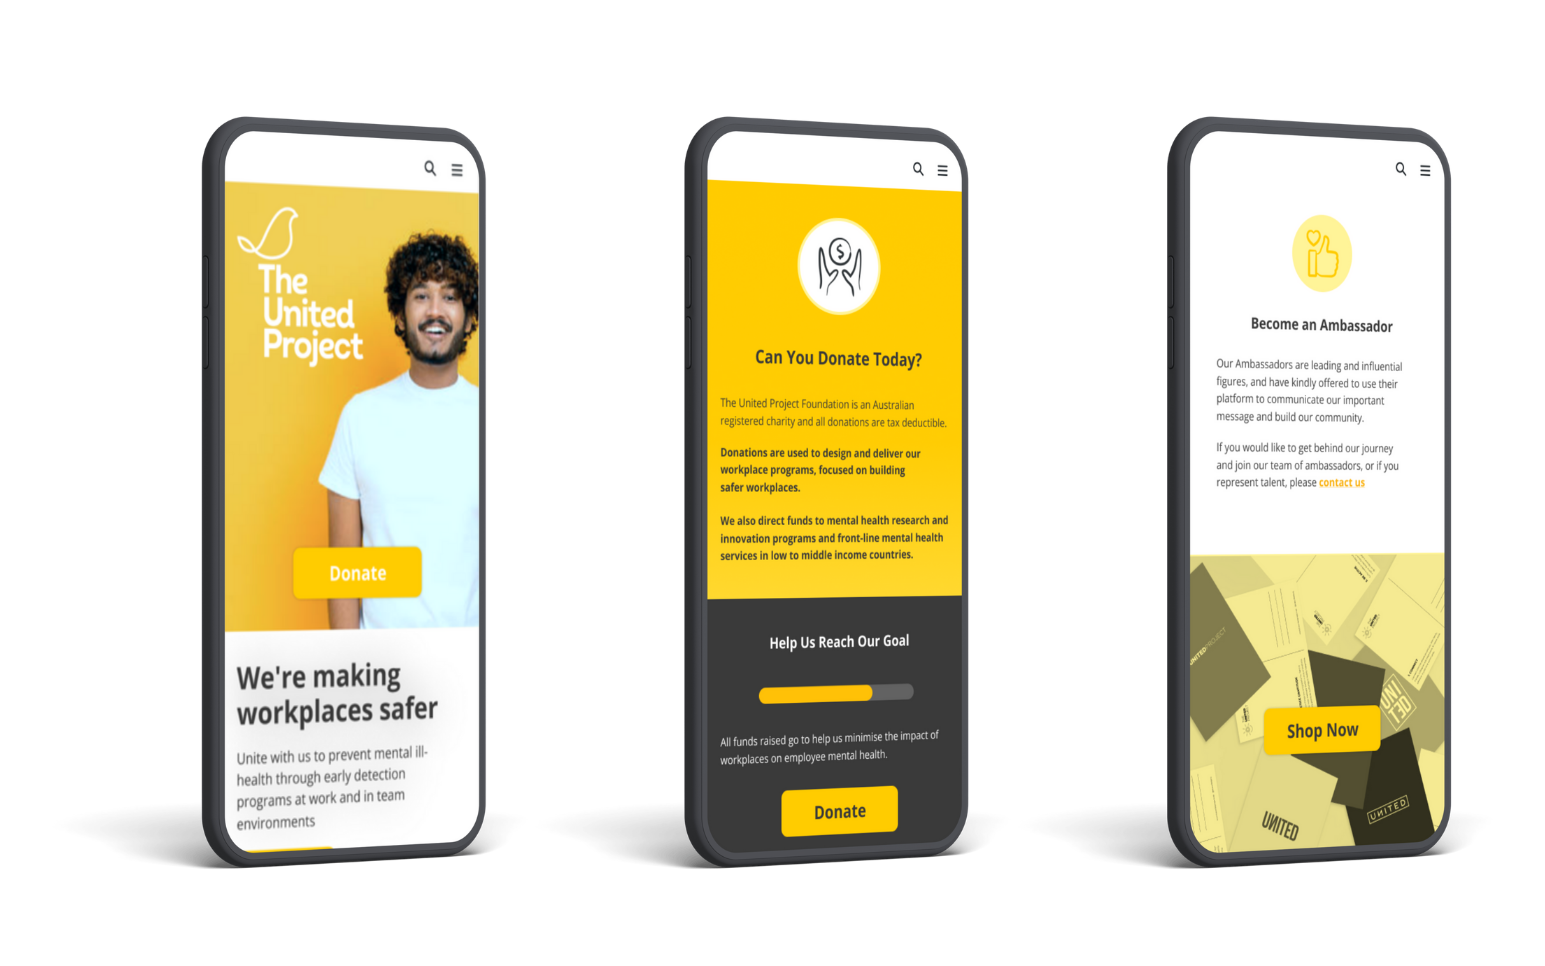 The
United
Project
Donate
We're making
workplaces safer
Unite with us to prevent mental ill-
health through early detection
programs at work and in team
environments
$
Can You Donate Today?
The United Project Foundation is an Australian
registered charity and all donations are tax deductible.
Donations are used to design and deliver our
workplace programs, focused on building
safer workplaces.
We also direct funds to mental health research and
innovation programs and front-line mental health
services in low to middle income countries.
Help Us Reach Our Goal
All funds raised go to help us minimise the impact of
workplaces on employee mental health.
Donate
Become an Ambassador
Our Ambassadors are leading and influential
figures, and have kindly offered to use their
platform to communicate our important
message and build our community.
If you would like to get behind our journey
and join our team of ambassadors, or if you
represent talent, please contact us
UNITEDPROJECT
UNI
TED
Shop Now
UNITED
UNITED